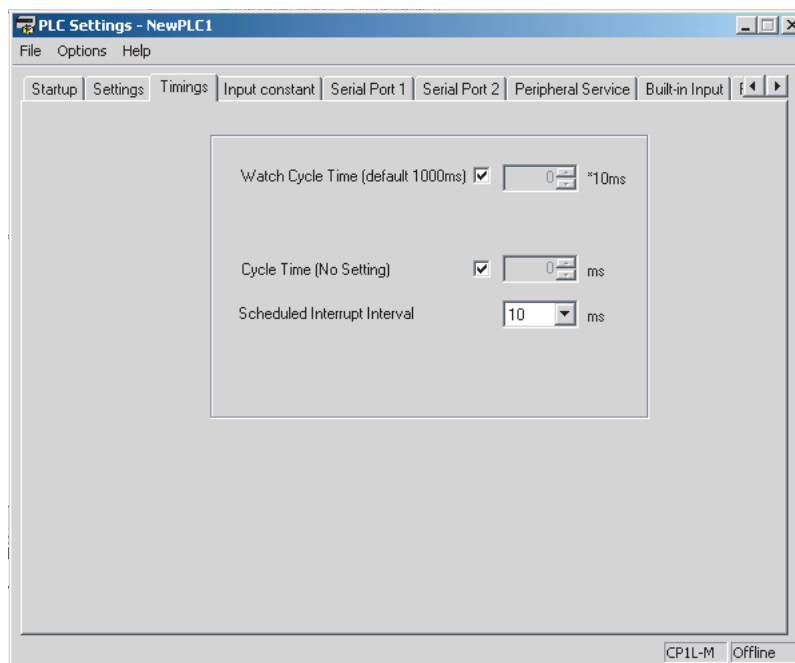 PLC Settings - NewPLC1
File Options Help
Startup Settings Timings Input constant Serial Port 1 Serial Port 2 Peripheral Service Built-in Input
Watch Cycle Time (default 1000ms) 0 *10ms
Cycle Time (No Setting) 0 ms
Scheduled Interrupt Interval 10 ms
CP1L-M Offline